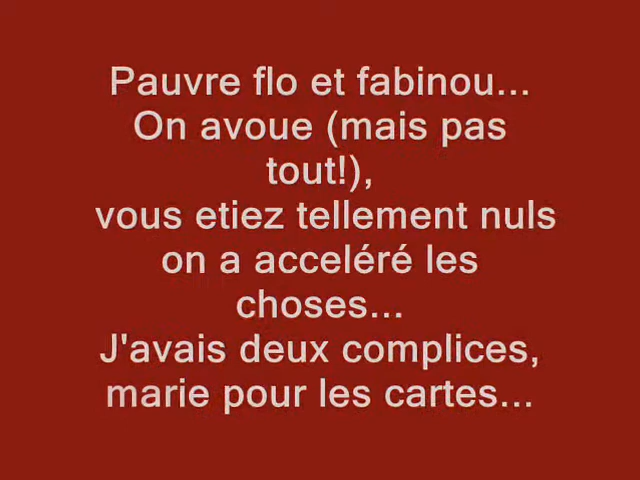 Pauvre flo et fabinou...
On avoue (mais pas
tout!),
vous etiez tellement nuls
on a acceléré les
choses...
J'avais deux complices,
marie pour les cartes...